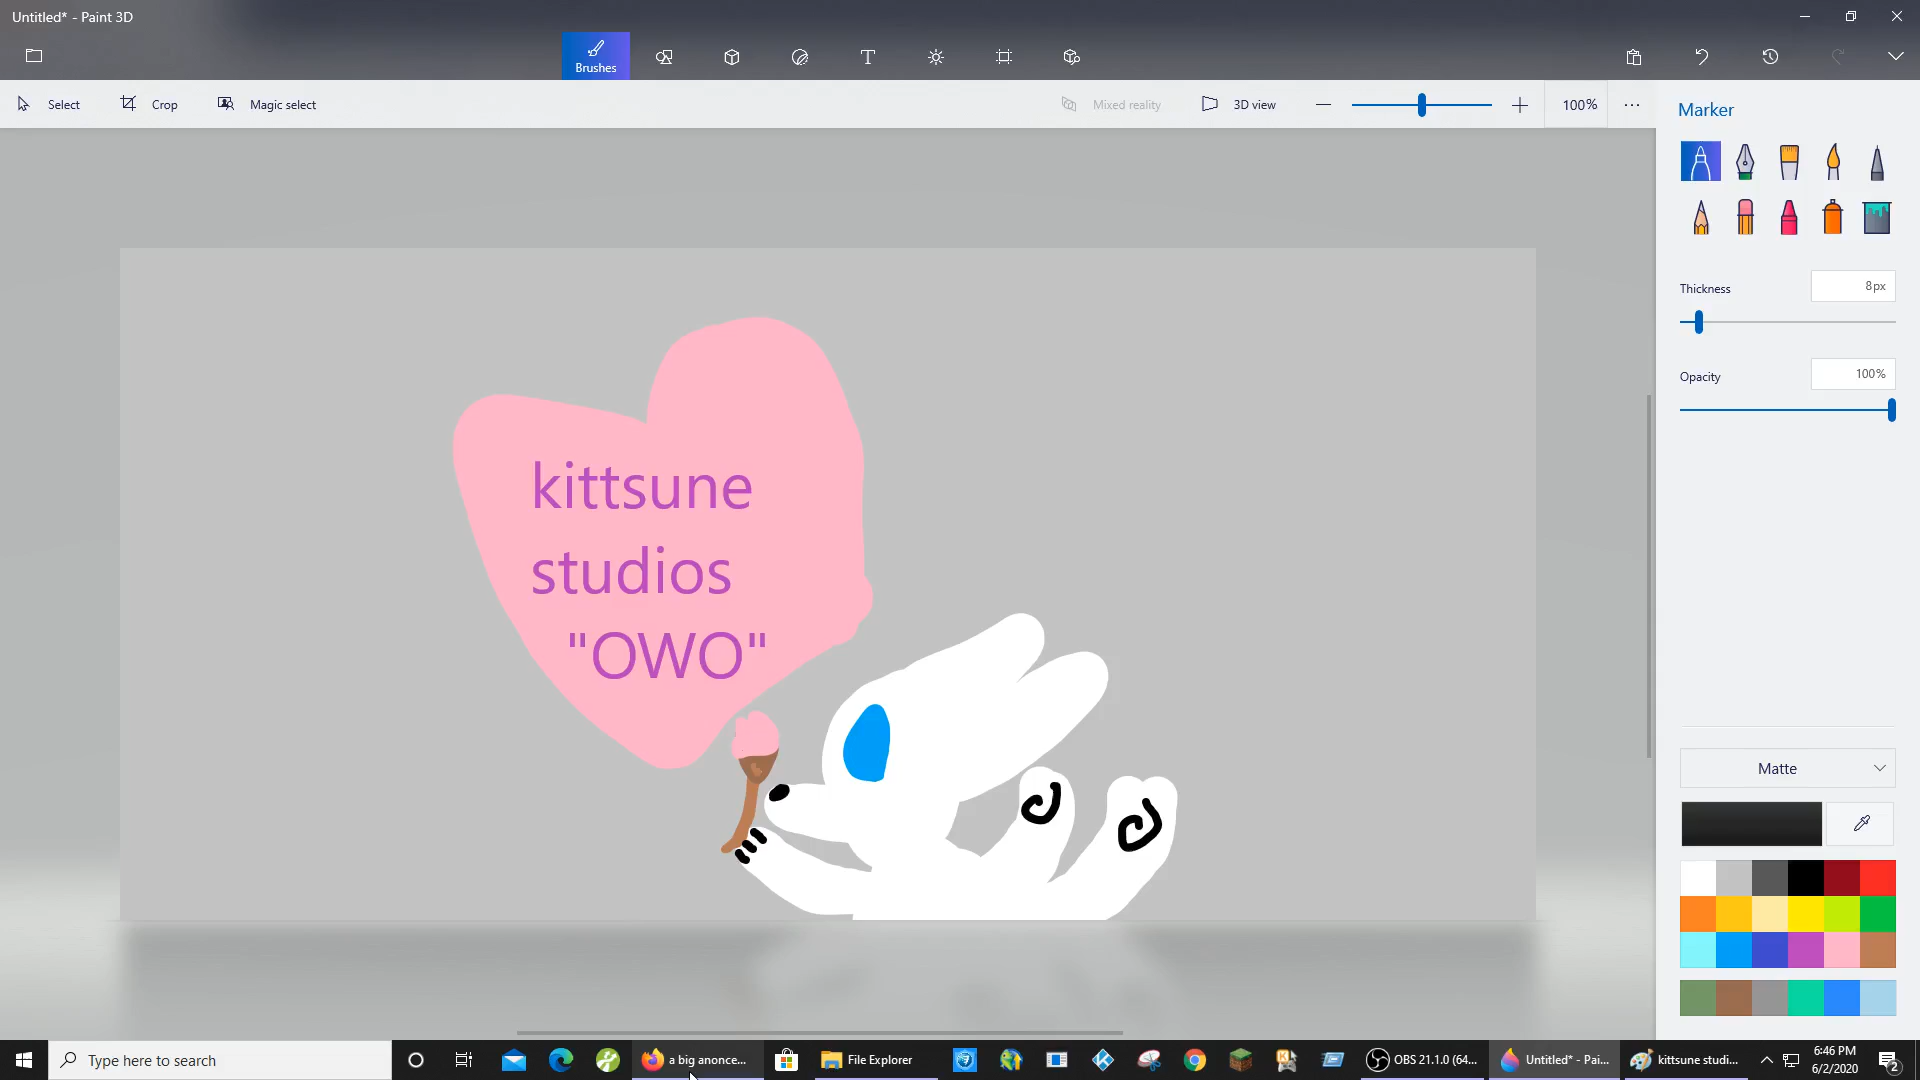 Untitled* - Paint 3D
Brushes
Select
Crop
Magic select
Mixed reality
3D view
100%
Marker
Thickness
8px
Opacity
100%
kittsune
studios
"OWO"
Matte
Type here to search
a big anonce...
File Explorer
OBS 21.1.0 (64...
Untitled* - Pai...
kittsune studi...
6:46 PM
6/2/2020
2